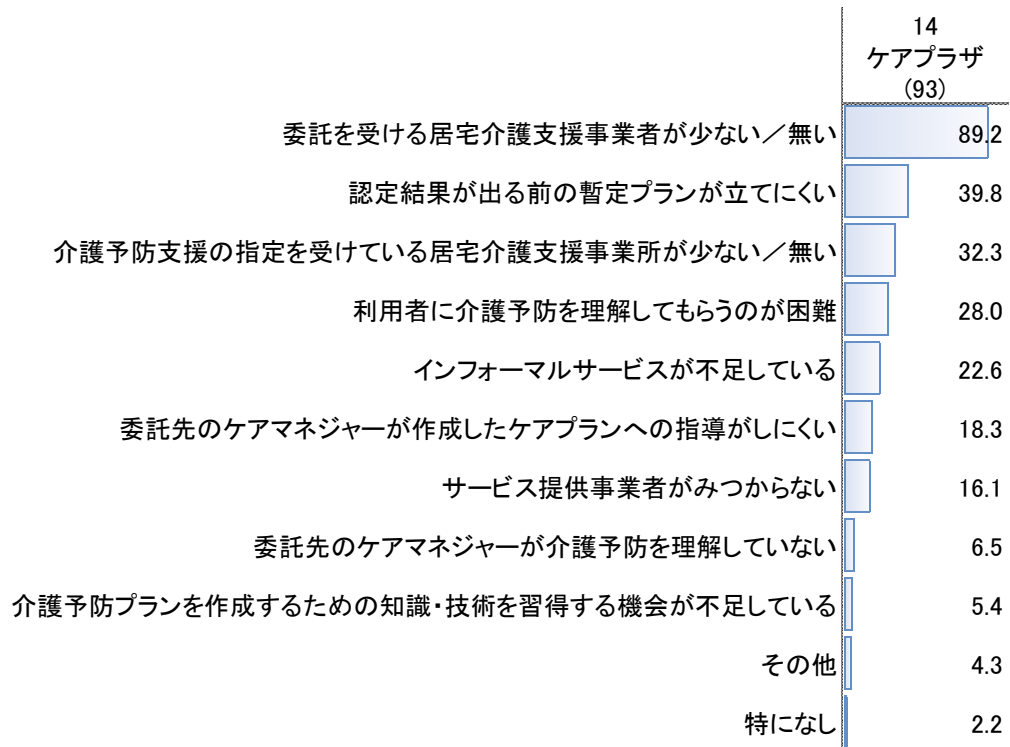 14
ケアプラザ
(93)
委託を受ける居宅介護支援事業者が少ない／無い 89.2
認定結果が出る前の暫定プランが立てにくい 39.8
介護予防支援の指定を受けている居宅介護支援事業所が少ない／無い 32.3
利用者に介護予防を理解してもらうのが困難 28.0
インフォーマルサービスが不足している 22.6
委託先のケアマネジャーが作成したケアプランへの指導がしにくい 18.3
サービス提供事業者がみつからない 16.1
委託先のケアマネジャーが介護予防を理解していない 6.5
介護予防プランを作成するための知識・技術を習得する機会が不足している 5.4
その他 4.3
特になし 2.2